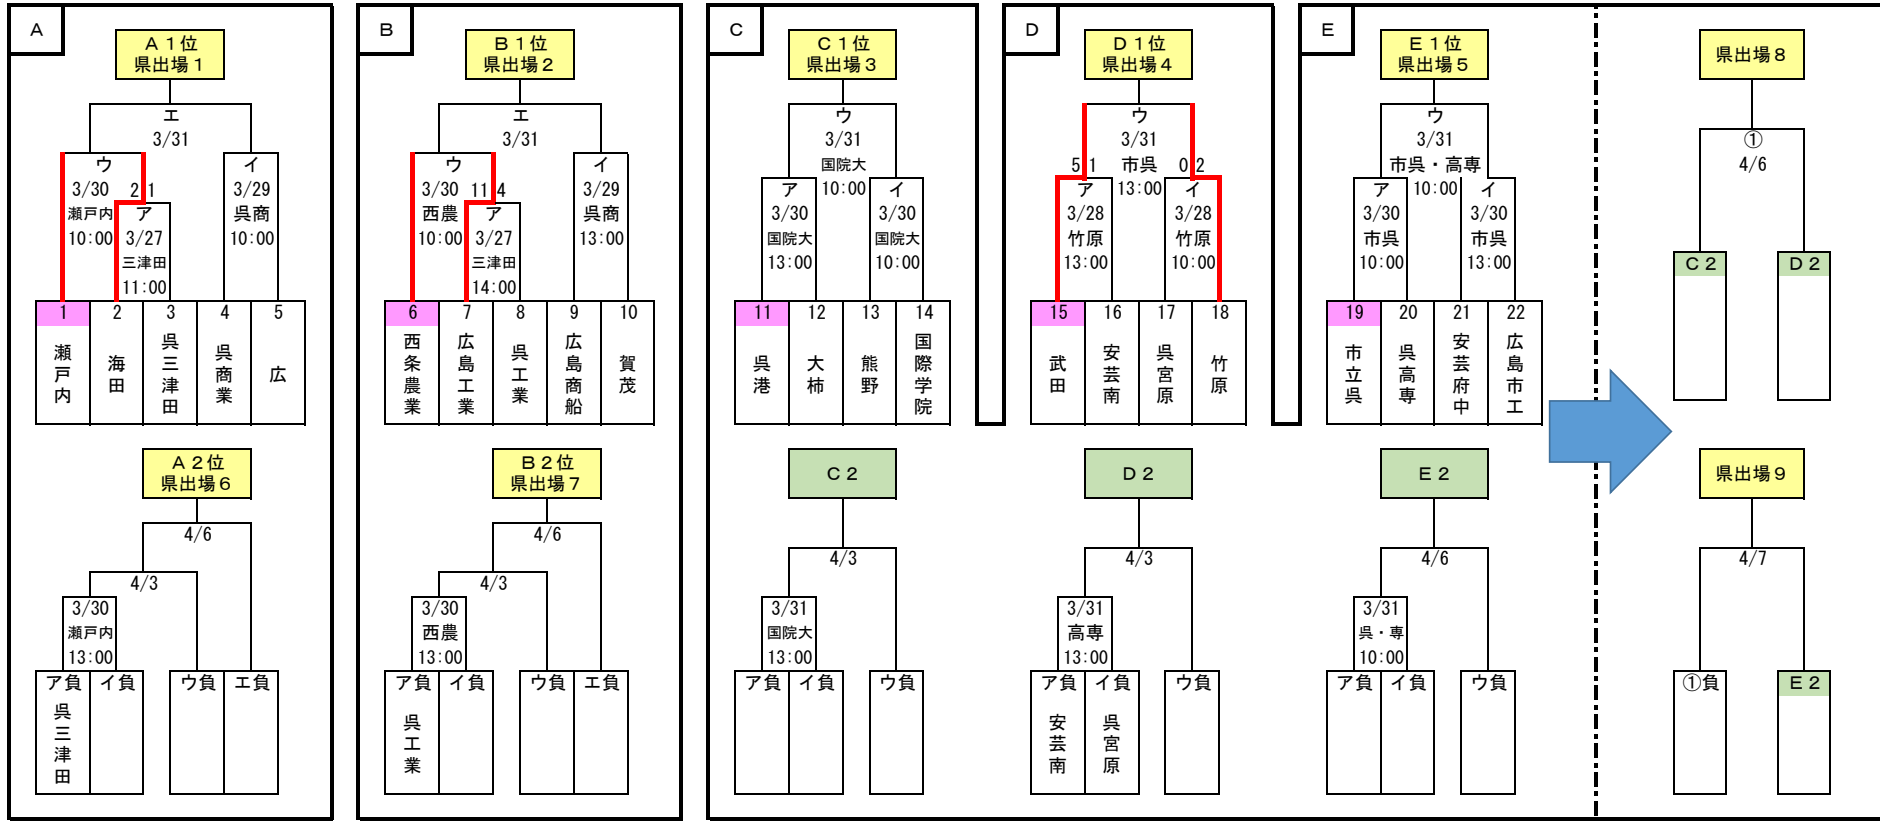 A
A1位
県出場1
エ
3/31
ウ
3/30
瀬戸内
10:00
2 1
ア
3/27
三津田
11:00
イ
3/29
呉商
10:00
1 2 3 4 5
瀬戸内
海田
呉三津田
呉商業
広
A2位
県出場6
4/6
4/3
3/30
瀬戸内
13:00
ア負 イ負 ウ負 エ負
呉三津田
B
B1位
県出場2
エ
3/31
ウ
3/30
西農
10:00
11 4
ア
3/27
三津田
14:00
イ
3/29
呉商
13:00
6 7 8 9 10
西条農業
広島工業
呉工業
広島商船
賀茂
B2位
県出場7
4/6
4/3
3/30
西農
13:00
ア負 イ負 ウ負 エ負
呉工業
C
C1位
県出場3
ウ
3/31
国院大
10:00
ア
3/30
国院大
13:00
イ
3/30
国院大
10:00
11 12 13 14
呉港
大柿
熊野
国際学院
C2
4/3
3/31
国院大
13:00
ア負 イ負 ウ負
D
D1位
県出場4
ウ
3/31
市呉
13:00
5 1
ア
3/28
竹原
13:00
0 2
イ
3/28
竹原
10:00
15 16 17 18
武田
安芸南
呉宮原
竹原
D2
4/3
3/31
高専
13:00
ア負 イ負 ウ負
安芸南
呉宮原
E
E1位
県出場5
ウ
3/31
市呉・高専
10:00
ア
3/30
市呉
10:00
イ
3/30
市呉
13:00
19 20 21 22
市立呉
呉高専
安芸府中
広島市工
E2
4/6
3/31
呉・専
10:00
ア負 イ負 ウ負
県出場8
①
4/6
C2 D2
県出場9
4/7
①負 E2